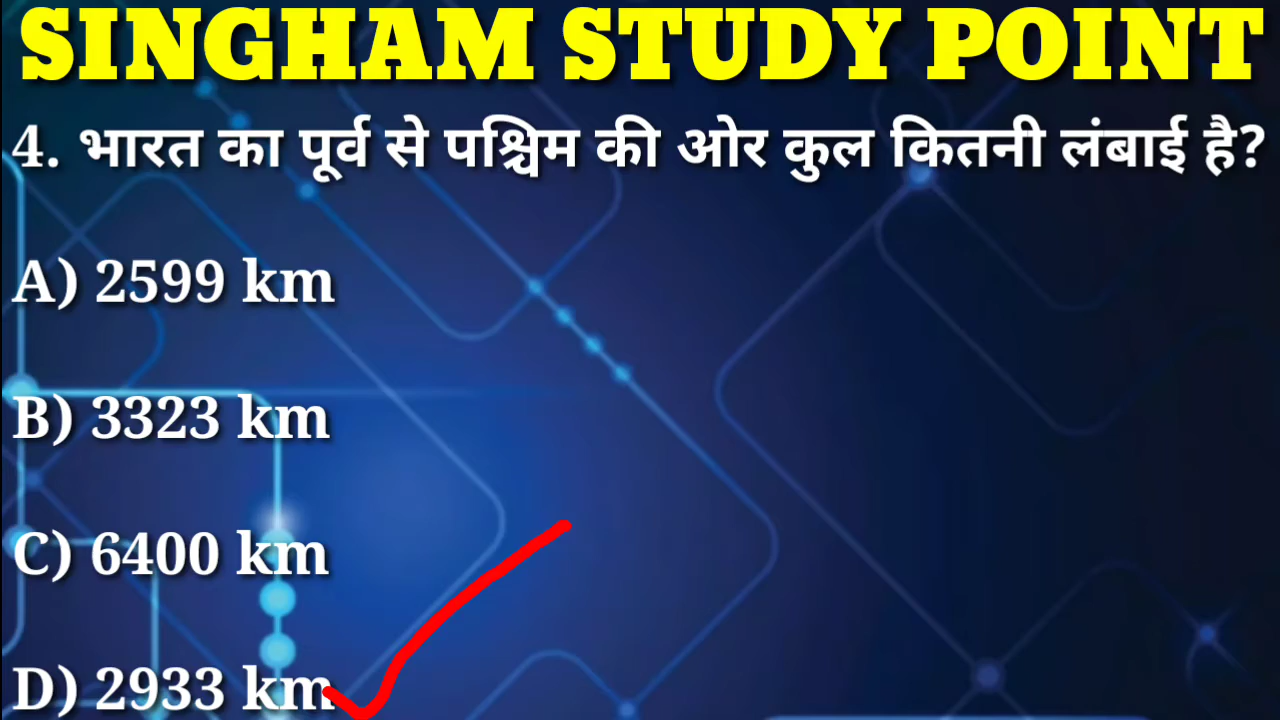 SINGHAM STUDY POINT
4. भारत का पूर्व से पश्चिम की ओर कुल कितनी लंबाई है?
A) 2599 km
B) 3323 km
C) 6400 km
D) 2933 km